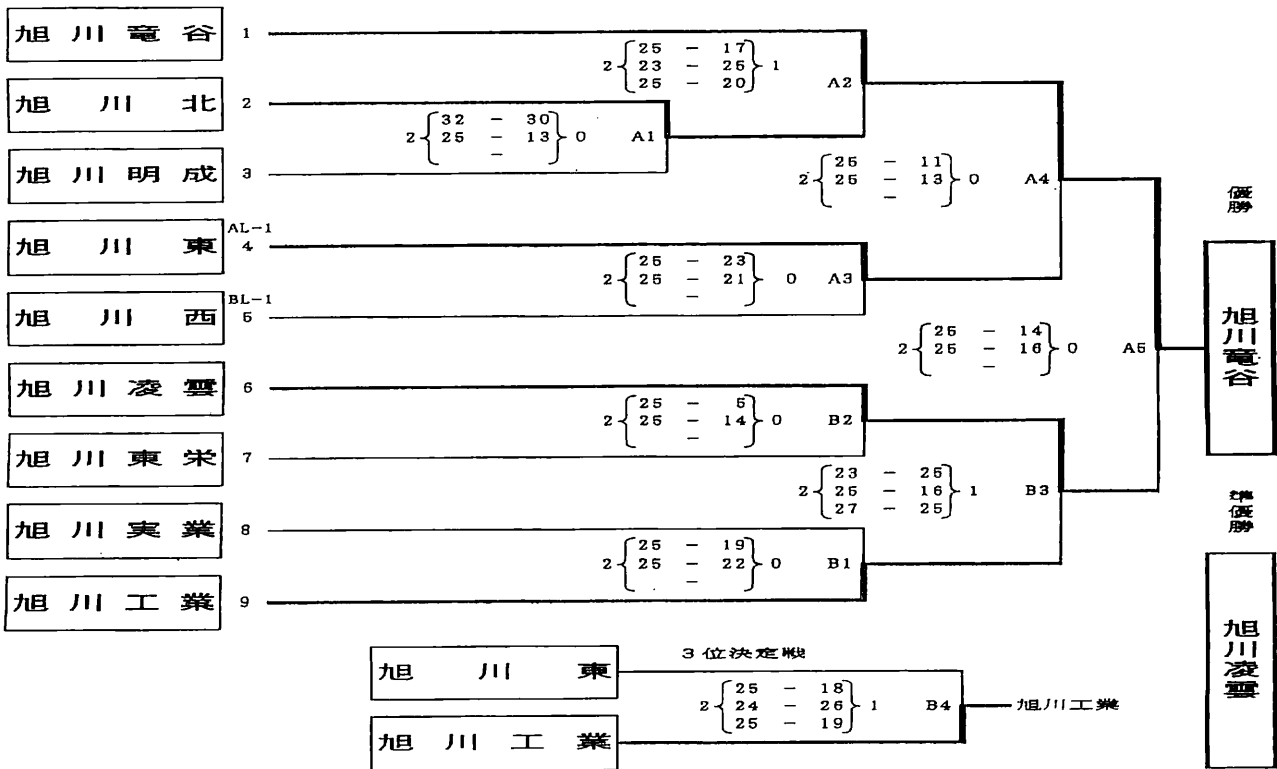 旭川竜谷 1
2 25 - 17 1
23 - 25
25 - 20
A2
旭川北 2
2 32 - 30 0
25 - 13
-
A1
旭川明成 3
2 25 - 11 0
25 - 13
-
A4
優勝
AL-1
旭川東 4
2 25 - 23 0
25 - 21
-
A3
BL-1
旭川西 5
旭川竜谷
2 25 - 14 0
25 - 16
-
A5
旭川凌雲 6
2 25 - 5 0
25 - 14
-
B2
旭川東栄 7
2 23 - 25 1
25 - 16
27 - 25
B3
準優勝
旭川実業 8
2 25 - 19 0
25 - 22
-
B1
旭川工業 9
旭川凌雲
3位決定戦
旭川東
2 25 - 18 1
24 - 26
25 - 19
B4
旭川工業
旭川工業